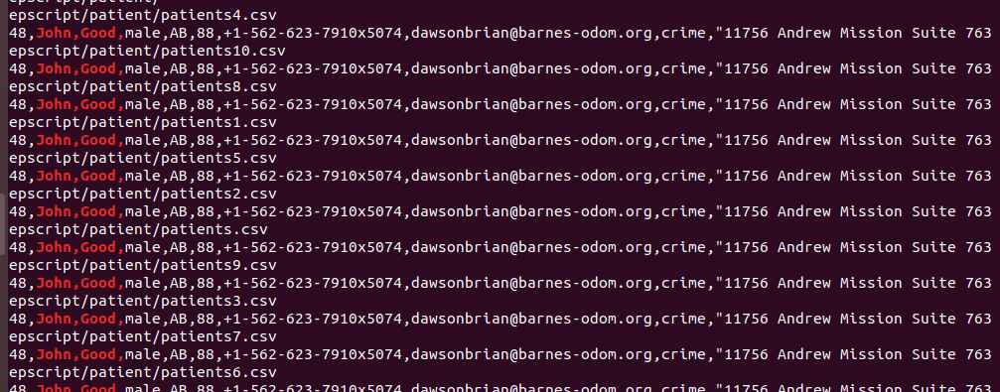 epscript/patient/
epscript/patient/patients4.csv
48,John,Good,male,AB,88,+1-562-623-7910x5074,dawsonbrian@barnes-odom.org,crime,"11756 Andrew Mission Suite 763
epscript/patient/patients10.csv
48,John,Good,male,AB,88,+1-562-623-7910x5074,dawsonbrian@barnes-odom.org,crime,"11756 Andrew Mission Suite 763
epscript/patient/patients8.csv
48,John,Good,male,AB,88,+1-562-623-7910x5074,dawsonbrian@barnes-odom.org,crime,"11756 Andrew Mission Suite 763
epscript/patient/patients1.csv
48,John,Good,male,AB,88,+1-562-623-7910x5074,dawsonbrian@barnes-odom.org,crime,"11756 Andrew Mission Suite 763
epscript/patient/patients5.csv
48,John,Good,male,AB,88,+1-562-623-7910x5074,dawsonbrian@barnes-odom.org,crime,"11756 Andrew Mission Suite 763
epscript/patient/patients2.csv
48,John,Good,male,AB,88,+1-562-623-7910x5074,dawsonbrian@barnes-odom.org,crime,"11756 Andrew Mission Suite 763
epscript/patient/patients.csv
48,John,Good,male,AB,88,+1-562-623-7910x5074,dawsonbrian@barnes-odom.org,crime,"11756 Andrew Mission Suite 763
epscript/patient/patients9.csv
48,John,Good,male,AB,88,+1-562-623-7910x5074,dawsonbrian@barnes-odom.org,crime,"11756 Andrew Mission Suite 763
epscript/patient/patients3.csv
48,John,Good,male,AB,88,+1-562-623-7910x5074,dawsonbrian@barnes-odom.org,crime,"11756 Andrew Mission Suite 763
epscript/patient/patients7.csv
48,John,Good,male,AB,88,+1-562-623-7910x5074,dawsonbrian@barnes-odom.org,crime,"11756 Andrew Mission Suite 763
epscript/patient/patients6.csv
48,John,Good,male,AB,88,+1-562-623-7910x5074,dawsonbrian@barnes-odom.org,crime,"11756 Andrew Mission Suite 763